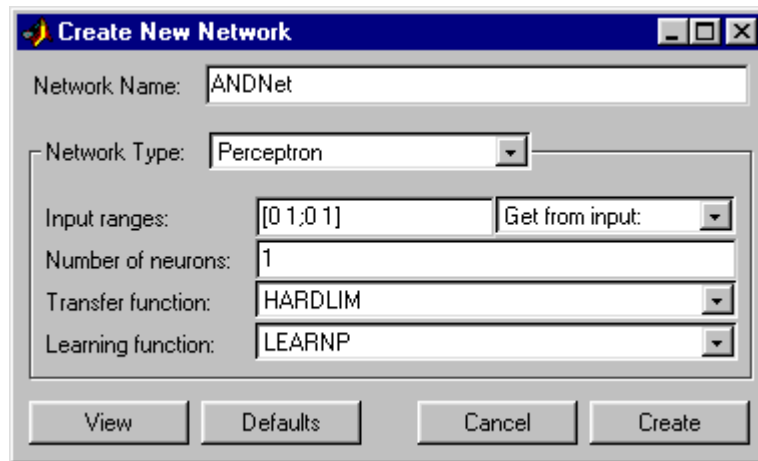 Create New Network
Network Name: ANDNet
Network Type: Perceptron
Input ranges: [0 1;0 1] Get from input:
Number of neurons: 1
Transfer function: HARDLIM
Learning function: LEARNP
View Defaults Cancel Create